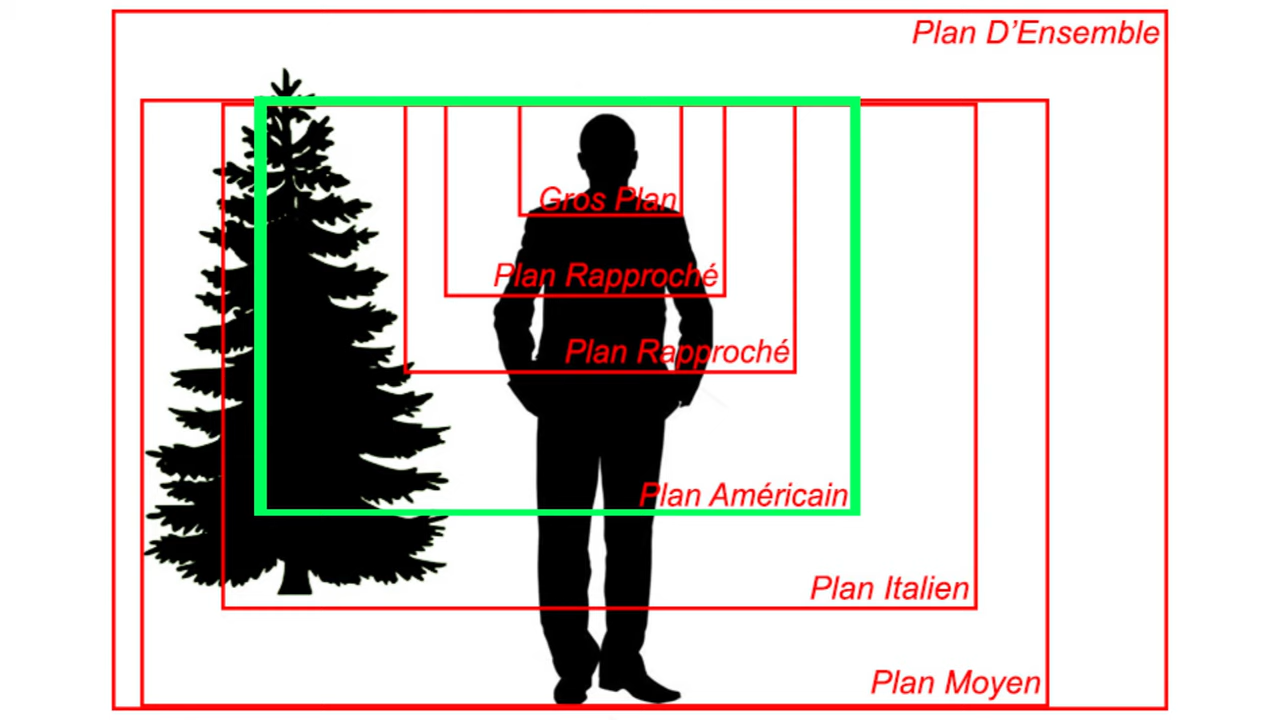 Plan D’Ensemble
Gros Plan
Plan Rapproché
Plan Rapproché
Plan Américain
Plan Italien
Plan Moyen